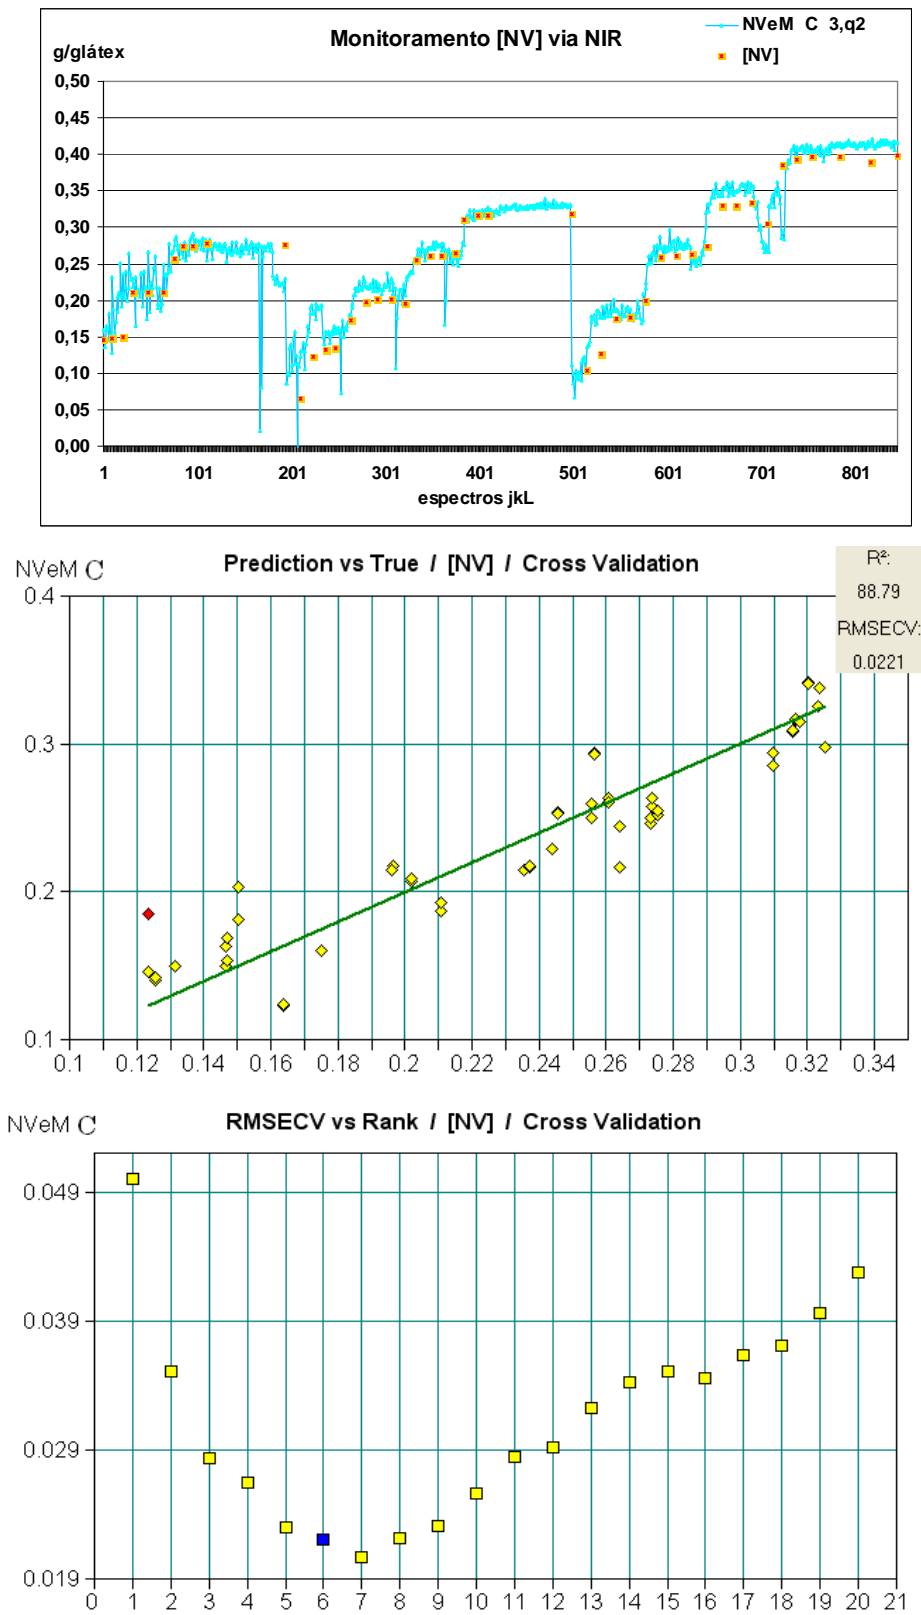 Monitoramento [NV] via NIR
NVeM C 3,q2
[NV]
g/glátex
0,50
0,45
0,40
0,35
0,30
0,25
0,20
0,15
0,10
0,05
0,00
1 101 201 301 401 501 601 701 801
espectros jkL
NVeM C
Prediction vs True / [NV] / Cross Validation
R²:
88.79
RMSECV:
0.0221
0.4
0.3
0.2
0.1
0.1 0.12 0.14 0.16 0.18 0.2 0.22 0.24 0.26 0.28 0.3 0.32 0.34
NVeM C
RMSECV vs Rank / [NV] / Cross Validation
0.049
0.039
0.029
0.019
0 1 2 3 4 5 6 7 8 9 10 11 12 13 14 15 16 17 18 19 20 21